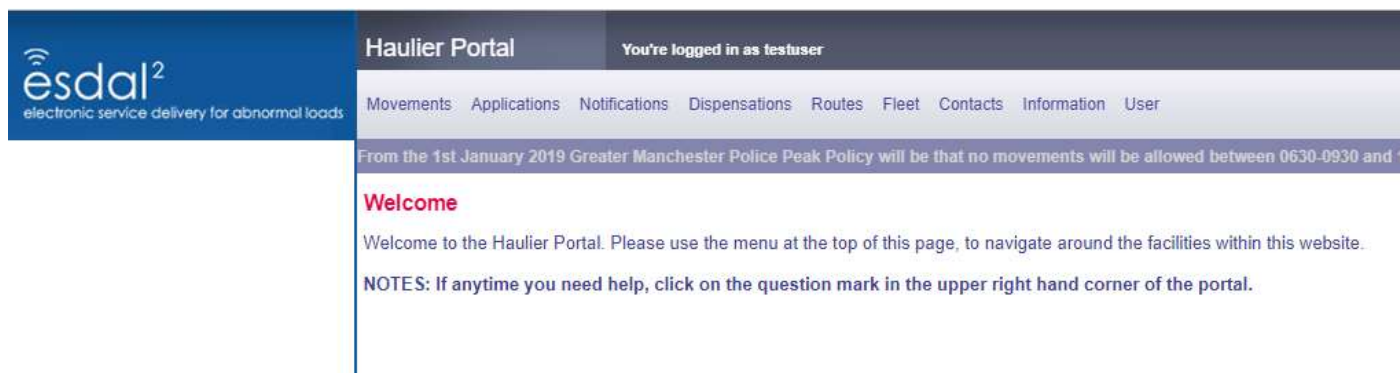 esdal2
electronic service delivery for abnormal loads
Haulier Portal You're logged in as testuser
Movements Applications Notifications Dispensations Routes Fleet Contacts Information User
From the 1st January 2019 Greater Manchester Police Peak Policy will be that no movements will be allowed between 0630-0930 and
Welcome
Welcome to the Haulier Portal. Please use the menu at the top of this page, to navigate around the facilities within this website.
NOTES: If anytime you need help, click on the question mark in the upper right hand corner of the portal.